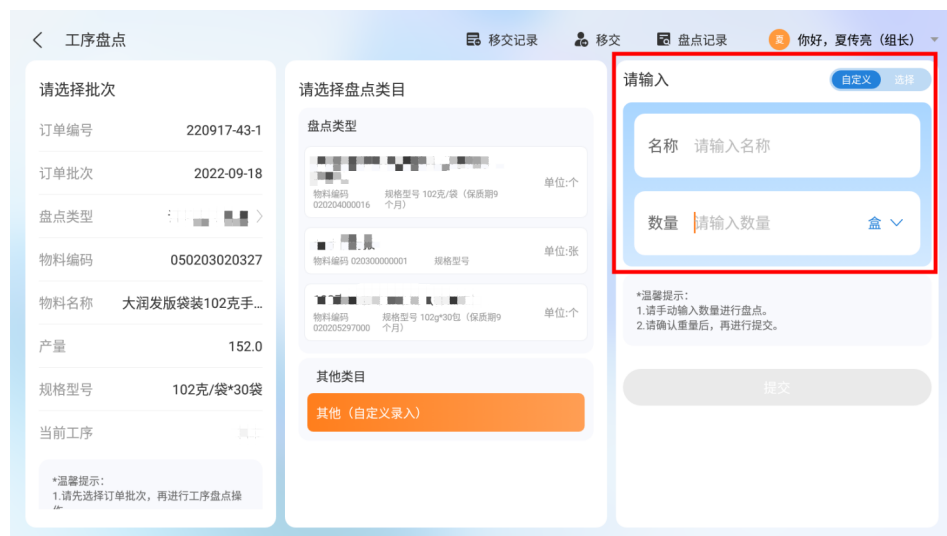 工序盘点
移交记录
移交
盘点记录
夏
你好，夏传亮（组长）
请选择批次
订单编号 220917-43-1
订单批次 2022-09-18
盘点类型
物料编码 050203020327
物料名称 大润发版袋装102克手...
产量 152.0
规格型号 102克/袋*30袋
当前工序
*温馨提示：
1.请先选择订单批次，再进行工序盘点操
请选择盘点类目
盘点类型
物料编码 规格型号 102克/袋（保质期9
020204000016 个月）
单位:个
物料编码 020300000001 规格型号
单位:张
物料编码 规格型号 102g*30包（保质期9
020205297000 个月）
单位:个
其他类目
其他（自定义录入）
请输入
自定义 选择
名称 请输入名称
数量 请输入数量 盒
*温馨提示：
1.请手动输入数量进行盘点。
2.请确认重量后，再进行提交。
提交